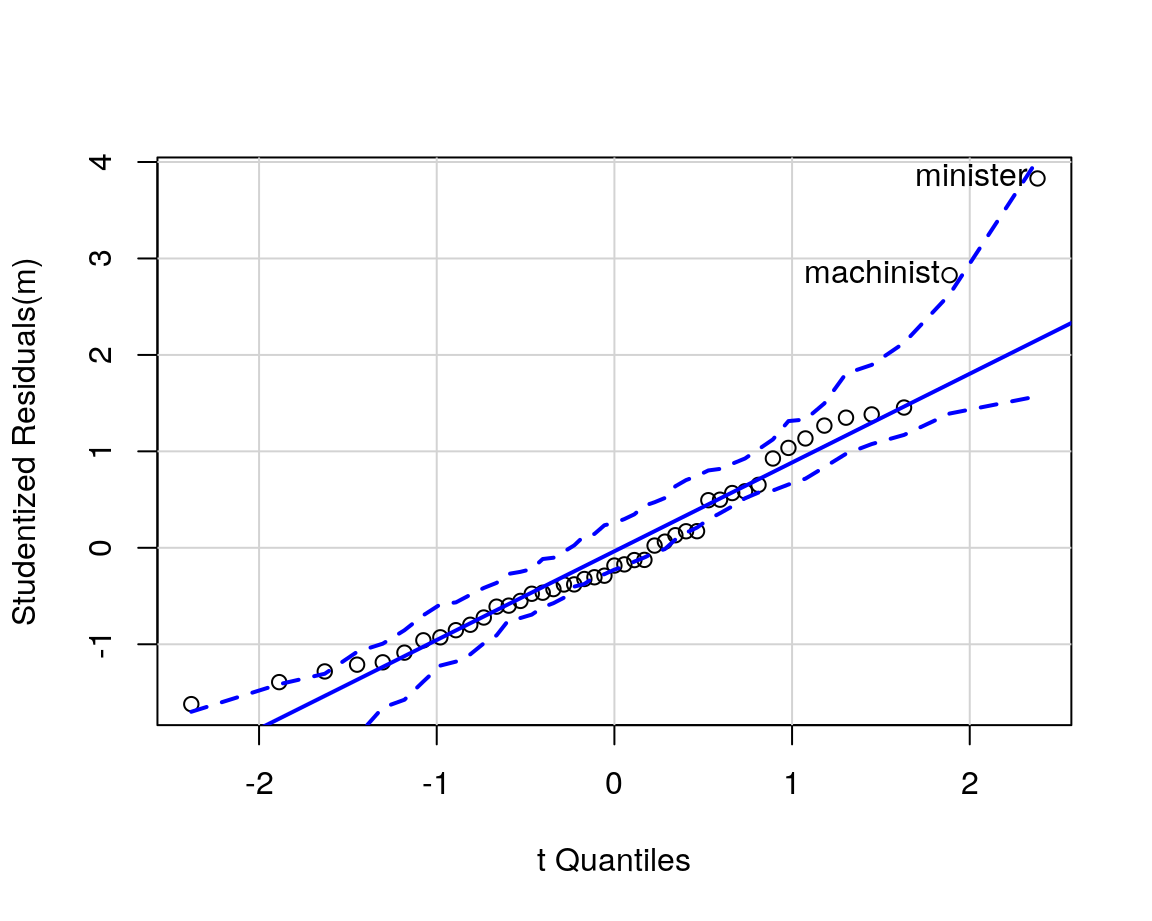 minister
machinist
Studentized Residuals(m)
4
3
2
1
0
-1
-2 -1 0 1 2
t Quantiles